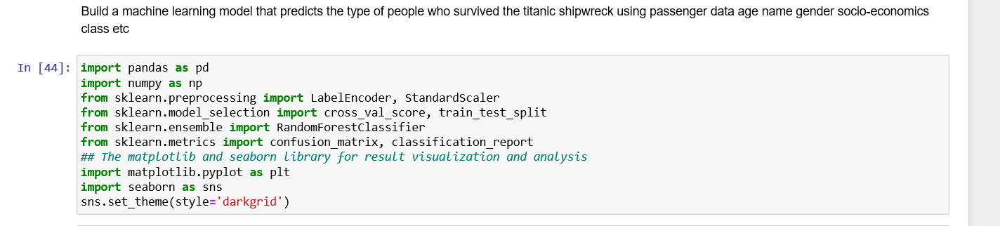 Build a machine learning model that predicts the type of people who survived the titanic shipwreck using passenger data age name gender socio-economics
class etc
In [44]:
import pandas as pd
import numpy as np
from sklearn.preprocessing import LabelEncoder, StandardScaler
from sklearn.model_selection import cross_val_score, train_test_split
from sklearn.ensemble import RandomForestClassifier
from sklearn.metrics import confusion_matrix, classification_report
## The matplotlib and seaborn library for result visualization and analysis
import matplotlib.pyplot as plt
import seaborn as sns
sns.set_theme(style='darkgrid')